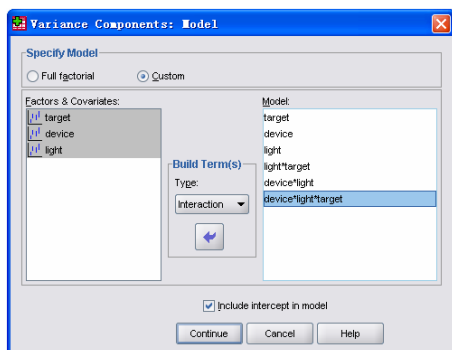 Variance Components: Model
Specify Model
Full factorial
Custom
Factors & Covariates:
target
device
light
Build Term(s)
Type:
Interaction
Model:
target
device
light
light*target
device*light
device*light*target
Include intercept in model
Continue
Cancel
Help